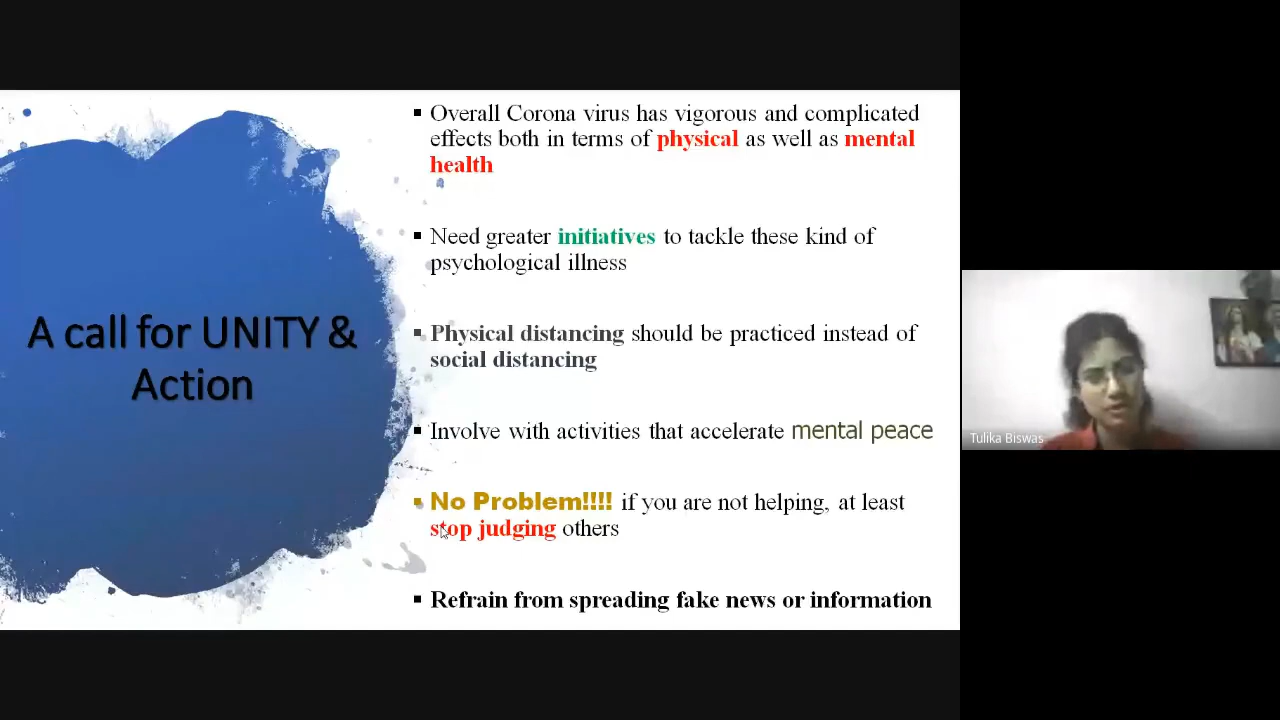 A call for UNITY &
Action
Overall Corona virus has vigorous and complicated
effects both in terms of physical as well as mental
health
Need greater initiatives to tackle these kind of
psychological illness
Physical distancing should be practiced instead of
social distancing
Involve with activities that accelerate mental peace
No Problem!!!! if you are not helping, at least
stop judging others
Refrain from spreading fake news or information
Tulika Biswas